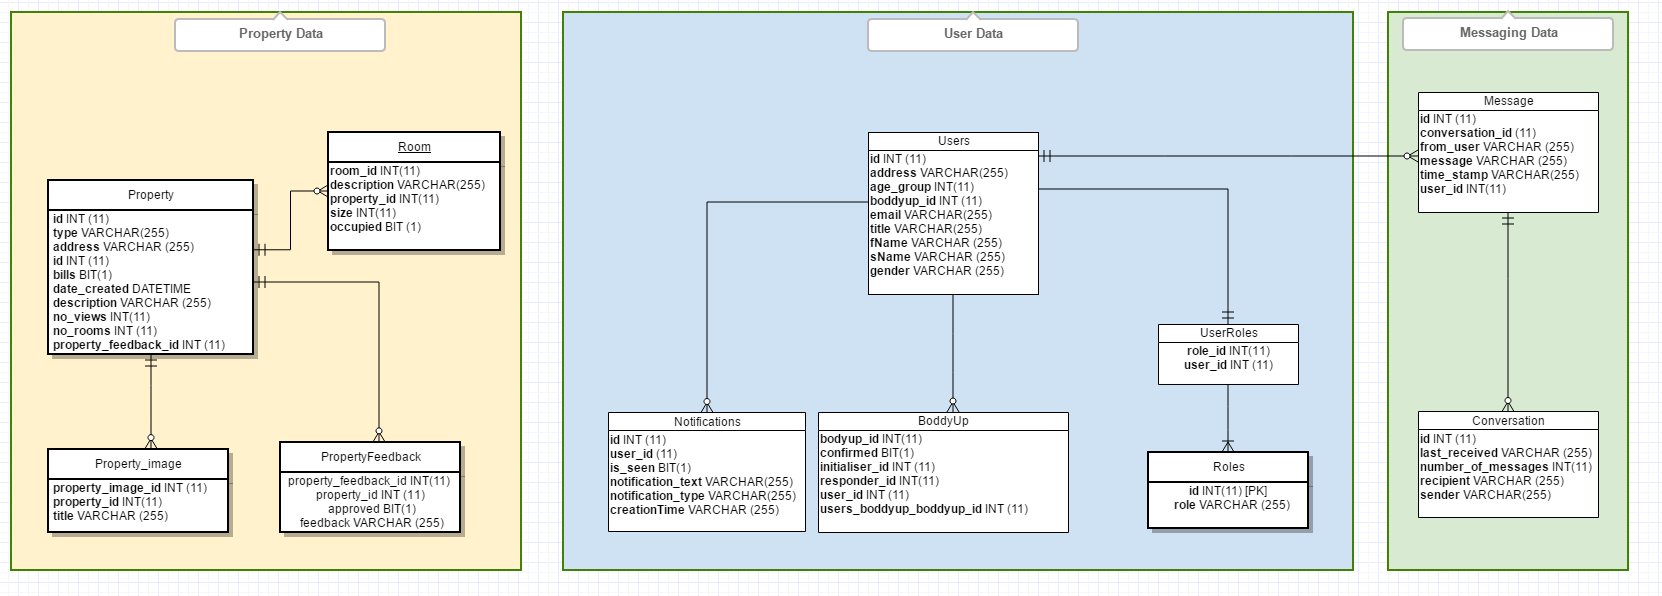 Property Data
Room
room_id INT(11)
description VARCHAR(255)
property_id INT(11)
size INT(11)
occupied BIT (1)
Property
id INT (11)
type VARCHAR(255)
address VARCHAR (255)
id INT (11)
bills BIT(1)
date_created DATETIME
description VARCHAR (255)
no_views INT(11)
no_rooms INT (11)
property_feedback_id INT (11)
Property_image
property_image_id INT (11)
property_id INT(11)
title VARCHAR (255)
PropertyFeedback
property_feedback_id INT(11)
property_id INT (11)
approved BIT(1)
feedback VARCHAR (255)
User Data
Users
id INT (11)
address VARCHAR(255)
age_group INT(11)
boddyup_id INT (11)
email VARCHAR(255)
title VARCHAR(255)
fName VARCHAR (255)
sName VARCHAR (255)
gender VARCHAR (255)
UserRoles
role_id INT(11)
user_id INT (11)
Notifications
id INT (11)
user_id (11)
is_seen BIT(1)
notification_text VARCHAR(255)
notification_type VARCHAR(255)
creationTime VARCHAR (255)
BoddyUp
bodyup_id INT(11)
confirmed BIT(1)
initialiser_id INT (11)
responder_id INT(11)
user_id INT (11)
users_boddyup_boddyup_id INT (11)
Roles
id INT(11) [PK]
role VARCHAR (255)
Messaging Data
Message
id INT (11)
conversation_id (11)
from_user VARCHAR (255)
message VARCHAR (255)
time_stamp VARCHAR(255)
user_id INT(11)
Conversation
id INT (11)
last_received VARCHAR (255)
number_of_messages INT(11)
recipient VARCHAR (255)
sender VARCHAR(255)